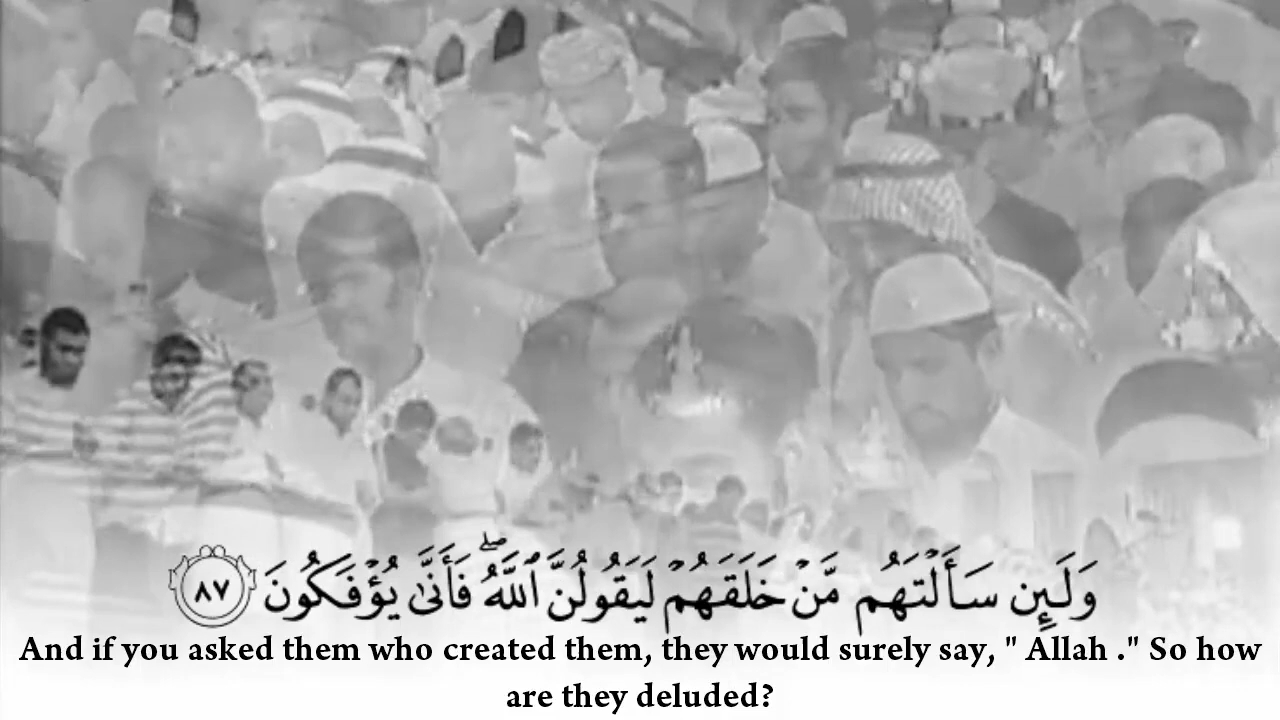 وَلَئِن سَأَلْتَهُم مَّنْ خَلَقَهُمْ لَيَقُولُنَّ ٱللَّهُ ۖ فَأَنَّىٰ يُؤْفَكُونَ ٨٧
And if you asked them who created them, they would surely say, " Allah ." So how
are they deluded?